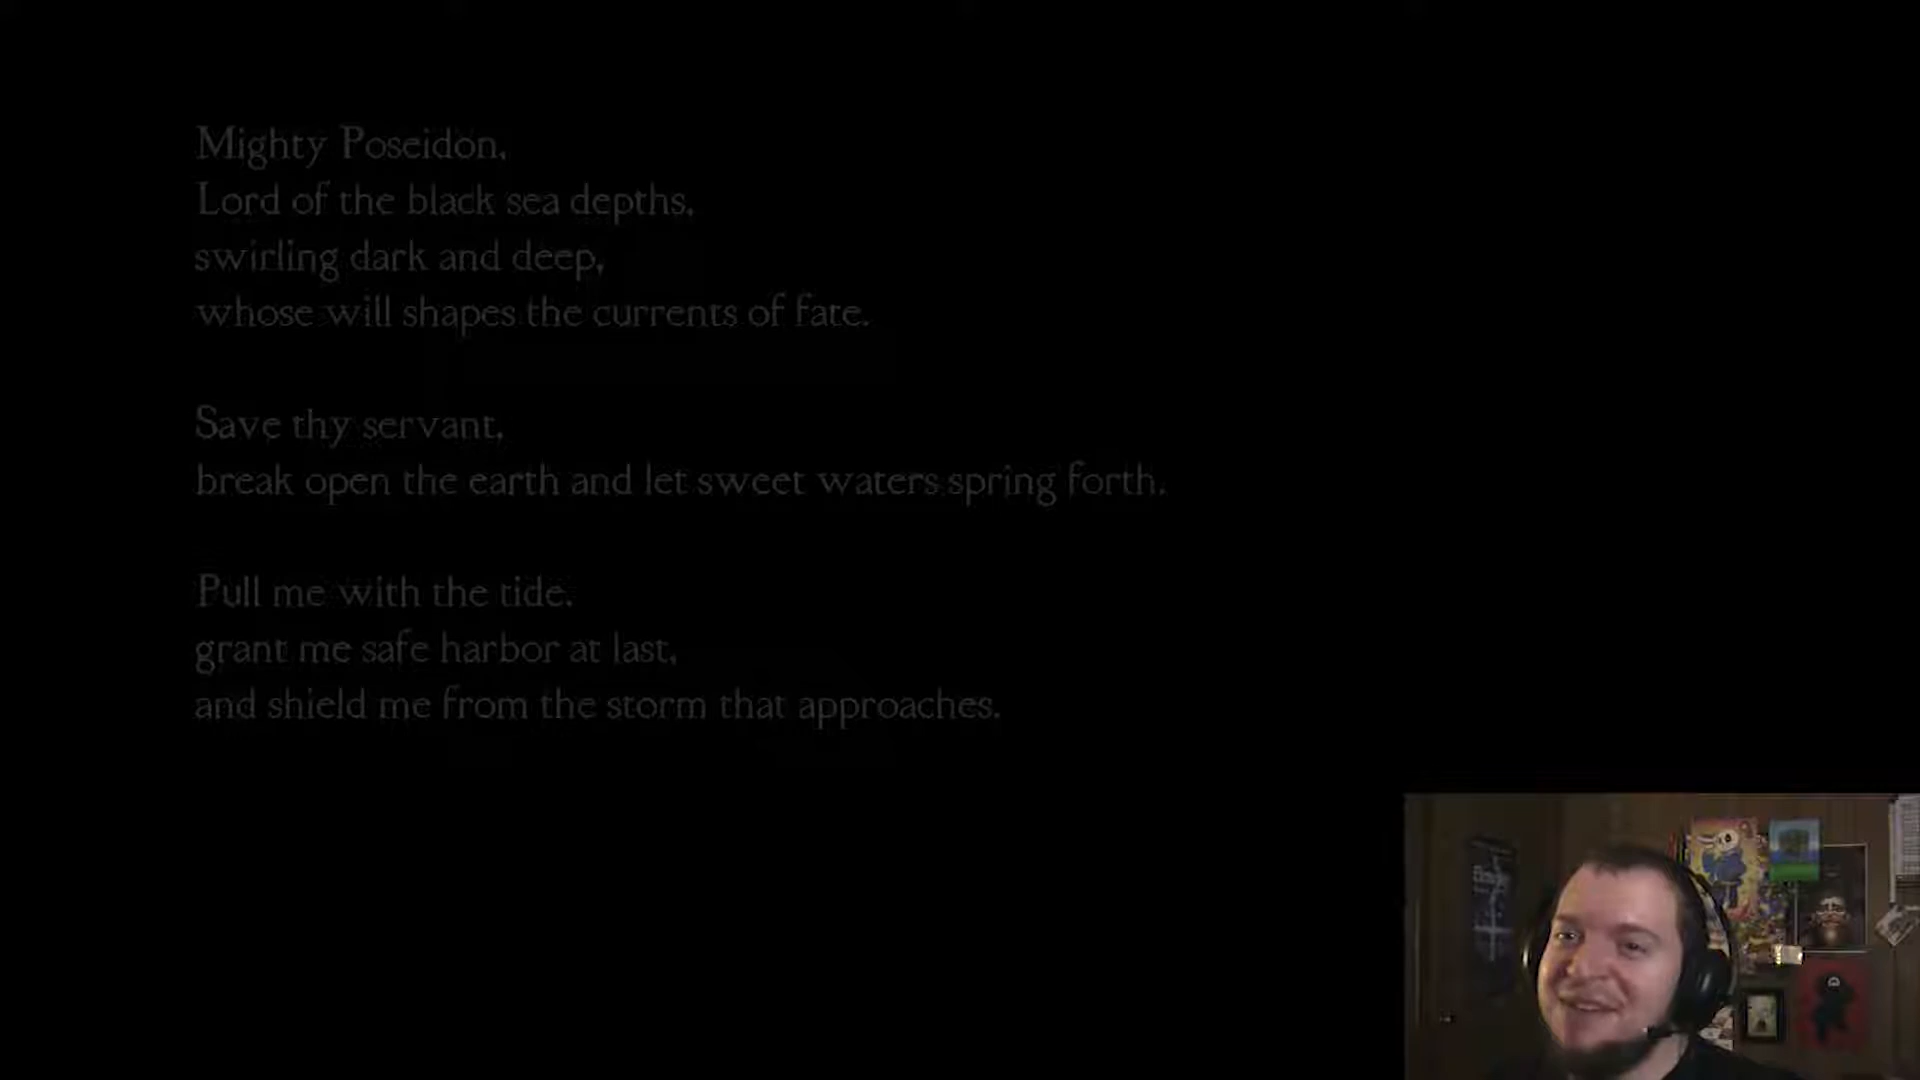 Mighty Poseidon,
Lord of the black sea depths,
swirling dark and deep,
whose will shapes the currents of fate.
Save thy servant,
break open the earth and let sweet waters spring forth.
Pull me with the tide,
grant me safe harbor at last,
and shield me from the storm that approaches.